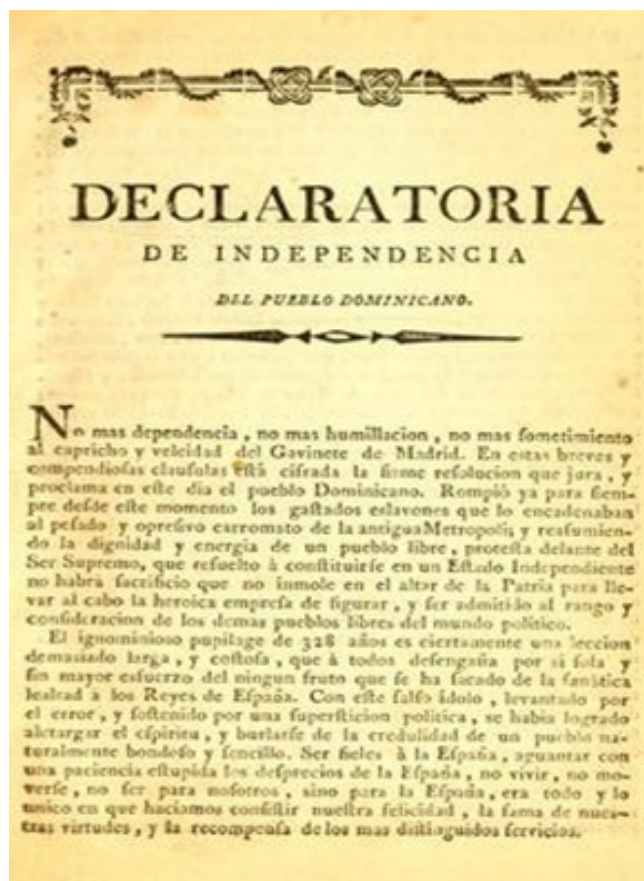 DECLARATORIA
DE INDEPENDENCIA
DEL PUEBLO DOMINICANO.
No mas dependencia, no mas humillacion, no mas ſometimiento
al capricho y veleidad del Gavinete de Madrid. En estas breves y
compendioſas clauſulas eſtá cifrada la firme reſolucion que jura, y
proclama en eſte dia el pueblo Dominicano. Rompió ya para ſiem-
pre deſde eſte momento los gaſtados eslavones que lo encadenaban
al peſado y opreſivo carromato de la antigua Metropoli; y reaſumien-
do la dignidad y energia de un pueblo libre, proteſta delante del
Ser Supremo, que reſuelto à conſtituirſe en un Eſtado Independiente
no habrá ſacrificio que no inmole en el altar de la Patria para lle-
var al cabo la heroica empreſa de figurar, y ſer admitido al rango y
conſideracion de los demas pueblos libres del mundo político.
El ignominioso pupilage de 328 años es ciertamente una leccion
demasiado larga, y coſtoſa, que à todos deſengaña por si ſola y
ſin mayor esfuerzo del ningun fruto que ſe ha ſacado de la fanàtica
lealtad a los Reyes de Eſpaña. Con eſte falſo idolo, levantado por
el error, y ſoſtenido por una ſuperſticion politica, se habia logrado
aletargar el eſpiritu, y burlarſe de la credulidad de un pueblo na-
turalmente bondoſo y ſencillo. Ser fieles à la Eſpaña, aguantar con
una paciencia eſtupida los deſprecios de la Eſpaña, no vivir, no mo-
verſe, no ſer para noſotros, sino para la Eſpaña, era todo y lo
unico en que haciamos conſiſtir nueſtra felicidad, la fama de nues-
tras virtudes, y la recompenſa de los mas diſtinguidos ſervicios.